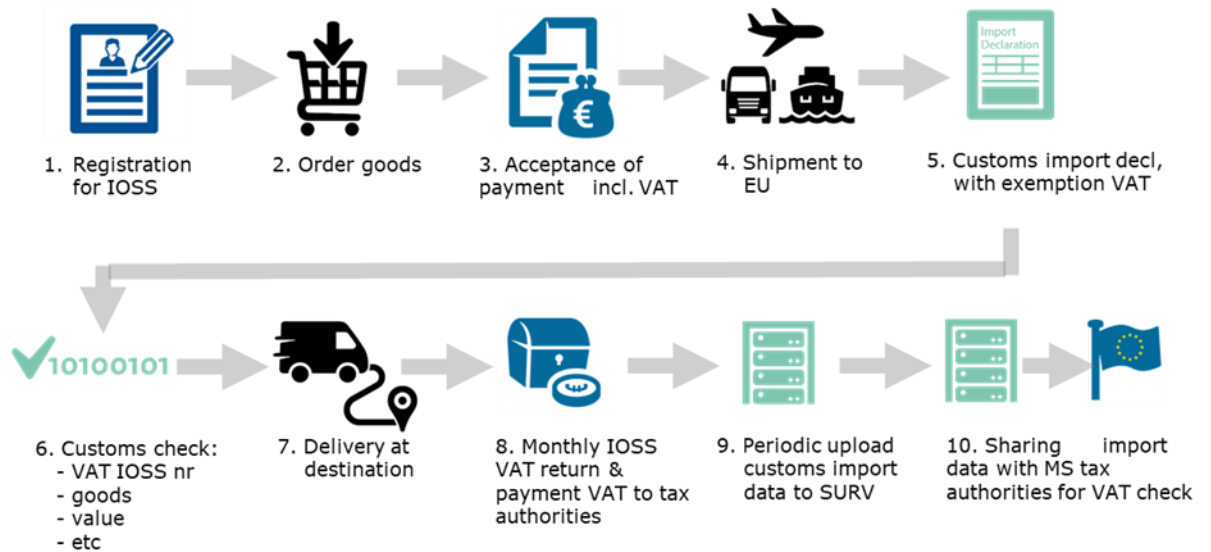 Import
Declaration
€
1. Registration
for IOSS
2. Order goods
3. Acceptance of
payment incl. VAT
4. Shipment to
EU
5. Customs import decl,
with exemption VAT
10100101
6. Customs check:
- VAT IOSS nr
- goods
- value
- etc
7. Delivery at
destination
8. Monthly IOSS
VAT return &
payment VAT to tax
authorities
9. Periodic upload
customs import
data to SURV
10. Sharing import
data with MS tax
authorities for VAT check